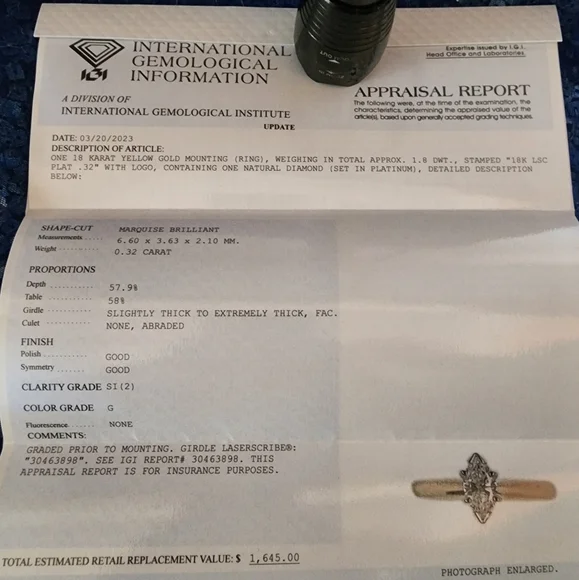 INTERNATIONAL
GEMOLOGICAL
INFORMATION
IGI
A DIVISION OF
INTERNATIONAL GEMOLOGICAL INSTITUTE
UPDATE
Expertise issued by I.G.I.
Head Office and Laboratories.
APPRAISAL REPORT
The following were, at the time of the examination, the
characteristics, determining the appraised value of the
article(s), based upon generally accepted grading techniques.
DATE: 03/20/2023
DESCRIPTION OF ARTICLE:
ONE 18 KARAT YELLOW GOLD MOUNTING (RING), WEIGHING IN TOTAL APPROX. 1.8 DWT., STAMPED "18K LSC
PLAT .32" WITH LOGO, CONTAINING ONE NATURAL DIAMOND (SET IN PLATINUM), DETAILED DESCRIPTION
BELOW:
SHAPE-CUT MARQUISE BRILLIANT
Measurements...... 6.60 x 3.63 x 2.10 MM.
Weight ............ 0.32 CARAT
PROPORTIONS
Depth ........... 57.9%
Table ........... 58%
Girdle ........... SLIGHTLY THICK TO EXTREMELY THICK, FAC.
Culet ........... NONE, ABRADED
FINISH
Polish ........... GOOD
Symmetry ........ GOOD
CLARITY GRADE SI(2)
COLOR GRADE G
Fluorescence ....... NONE
COMMENTS:
GRADED PRIOR TO MOUNTING. GIRDLE LASERSCRIBE®:
"30463898". SEE IGI REPORT# 30463898. THIS
APPRAISAL REPORT IS FOR INSURANCE PURPOSES.
TOTAL ESTIMATED RETAIL REPLACEMENT VALUE: $ 1,645.00
PHOTOGRAPH ENLARGED.